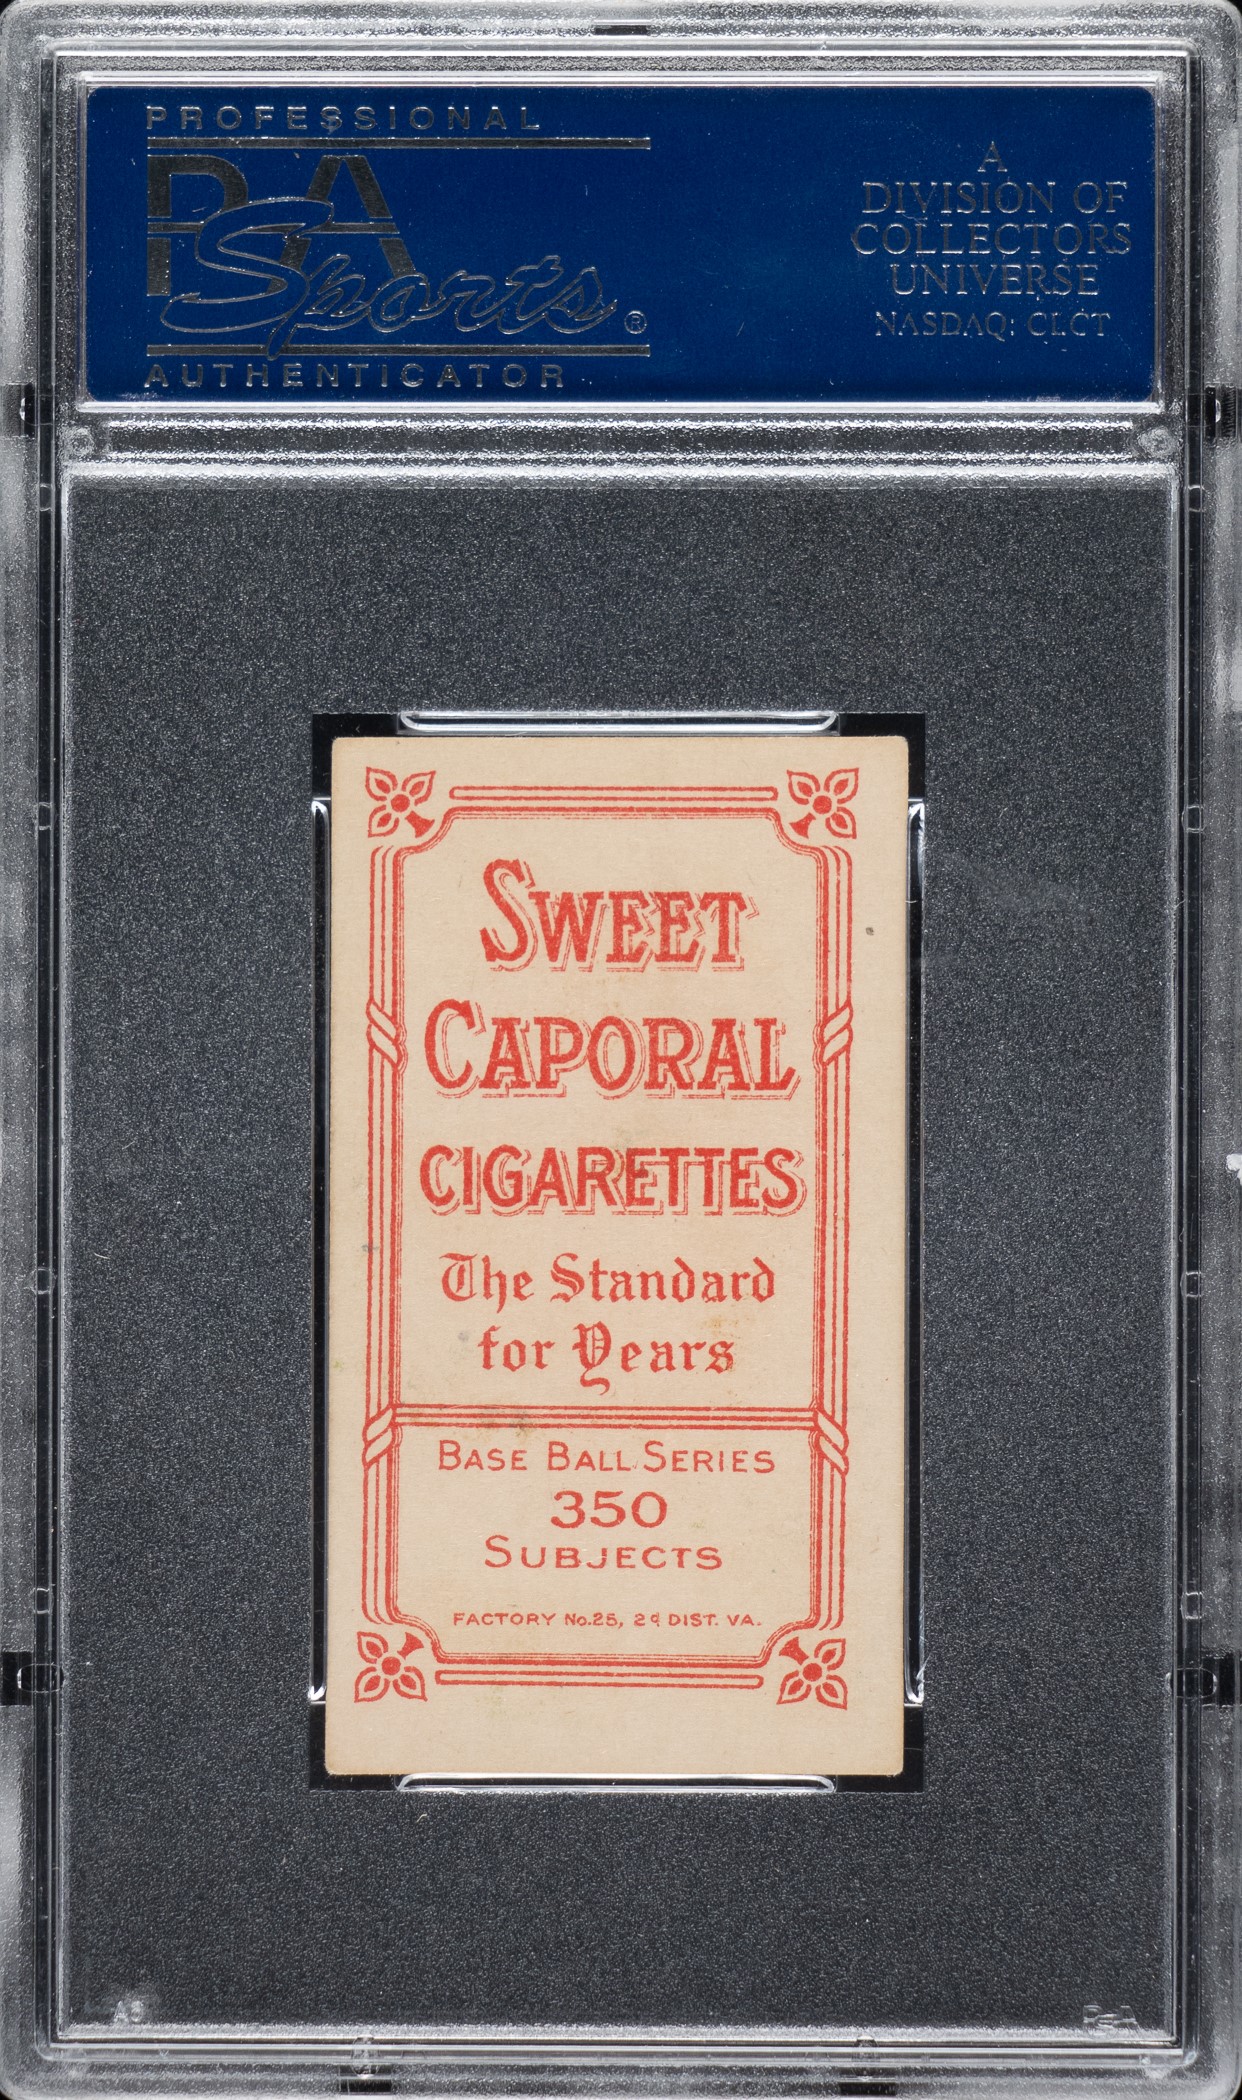 PROFESSIONAL
PSA
Sports ®
AUTHENTICATOR
A
DIVISION OF
COLLECTORS
UNIVERSE
NASDAQ: CLCT
SWEET
CAPORAL
CIGARETTES
The Standard
for Years
BASE BALL SERIES
350
SUBJECTS
FACTORY No.25, 2d DIST. VA.
PSA